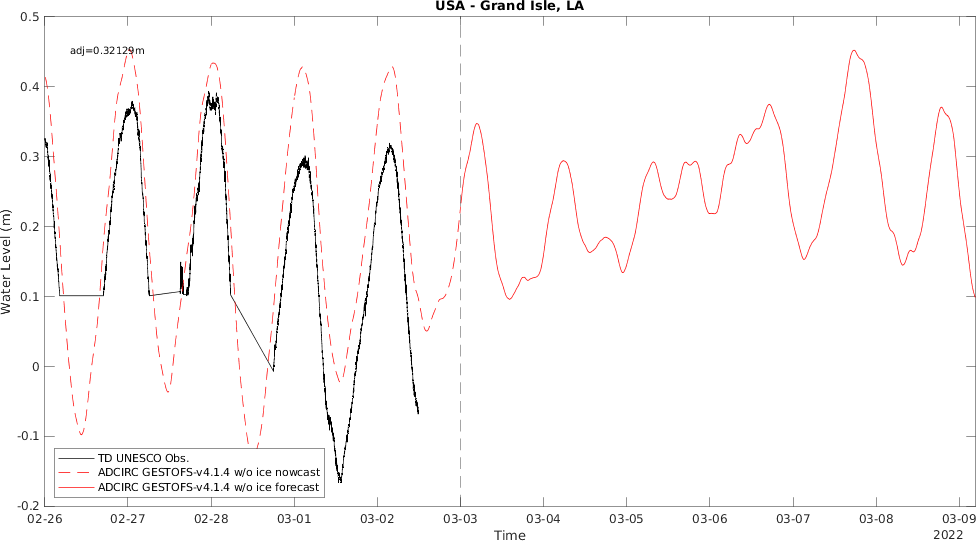 USA - Grand Isle, LA
adj=0.32129m
0.5
0.4
0.3
0.2
0.1
0
-0.1
-0.2
Water Level (m)
TD UNESCO Obs.
ADCIRC GESTOFS-v4.1.4 w/o ice nowcast
ADCIRC GESTOFS-v4.1.4 w/o ice forecast
02-26 02-27 02-28 03-01 03-02 03-03 03-04 03-05 03-06 03-07 03-08 03-09
Time
2022